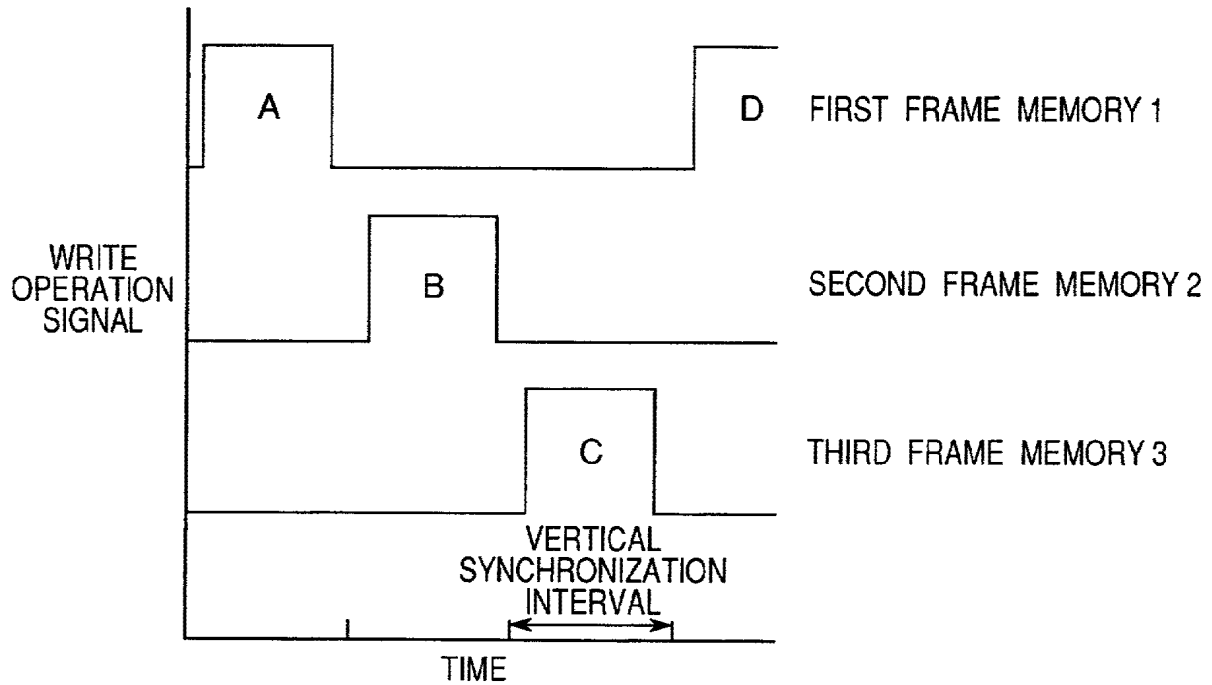 A
D
FIRST FRAME MEMORY 1
WRITE
OPERATION
SIGNAL
B
SECOND FRAME MEMORY 2
C
THIRD FRAME MEMORY 3
VERTICAL
SYNCHRONIZATION
INTERVAL
TIME